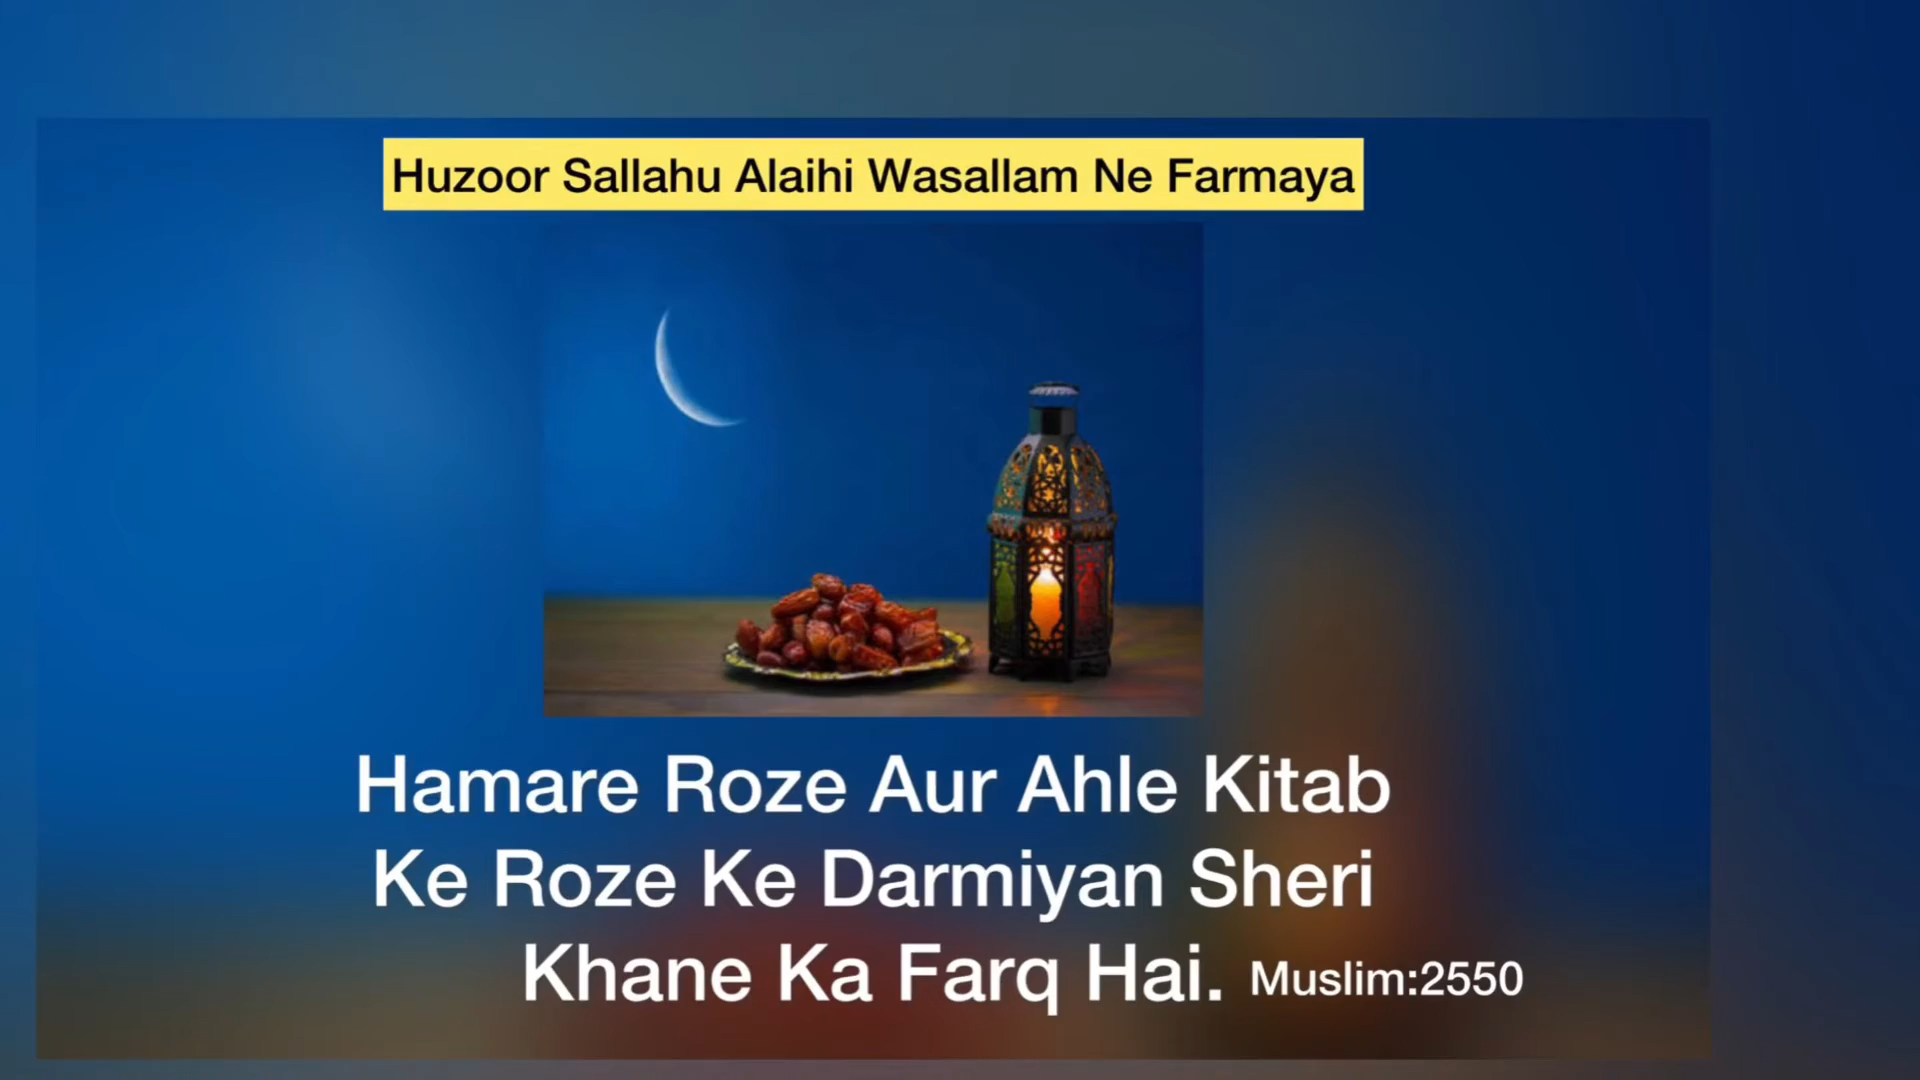 Huzoor Sallahu Alaihi Wasallam Ne Farmaya
Hamare Roze Aur Ahle Kitab
Ke Roze Ke Darmiyan Sheri
Khane Ka Farq Hai. Muslim:2550